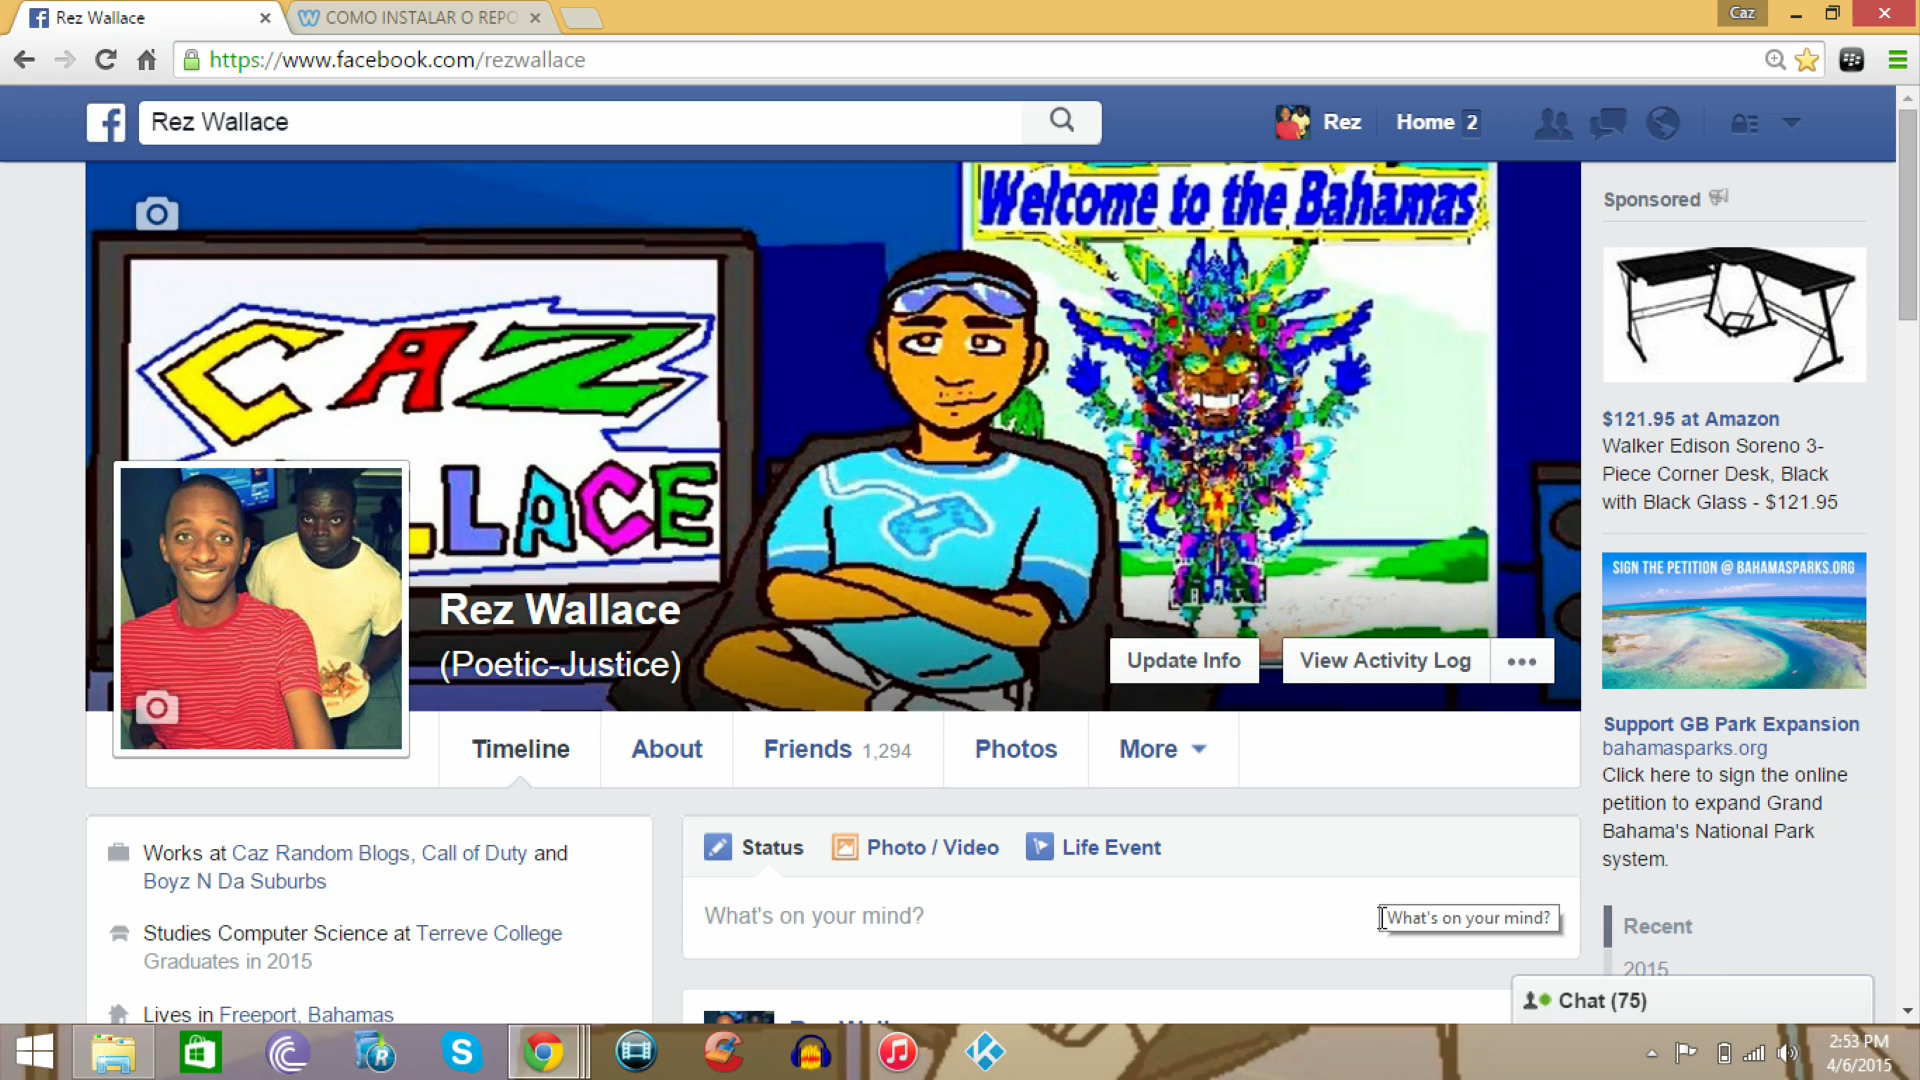 Rez Wallace
COMO INSTALAR O REPO
Caz
https://www.facebook.com/rezwallace
Rez Wallace
Rez
Home 2
Welcome to the Bahamas
CAZ
LLACE
Rez Wallace
(Poetic-Justice)
Update Info
View Activity Log
Timeline
About
Friends 1,294
Photos
More
Sponsored
$121.95 at Amazon
Walker Edison Soreno 3-
Piece Corner Desk, Black
with Black Glass - $121.95
SIGN THE PETITION @ BAHAMASPARKS.ORG
Support GB Park Expansion
bahamasparks.org
Click here to sign the online
petition to expand Grand
Bahama's National Park
system.
Works at Caz Random Blogs, Call of Duty and
Boyz N Da Suburbs
Studies Computer Science at Terreve College
Graduates in 2015
Lives in Freeport, Bahamas
Status
Photo / Video
Life Event
What's on your mind?
What's on your mind?
Recent
2015
Chat (75)
2:53 PM
4/6/2015